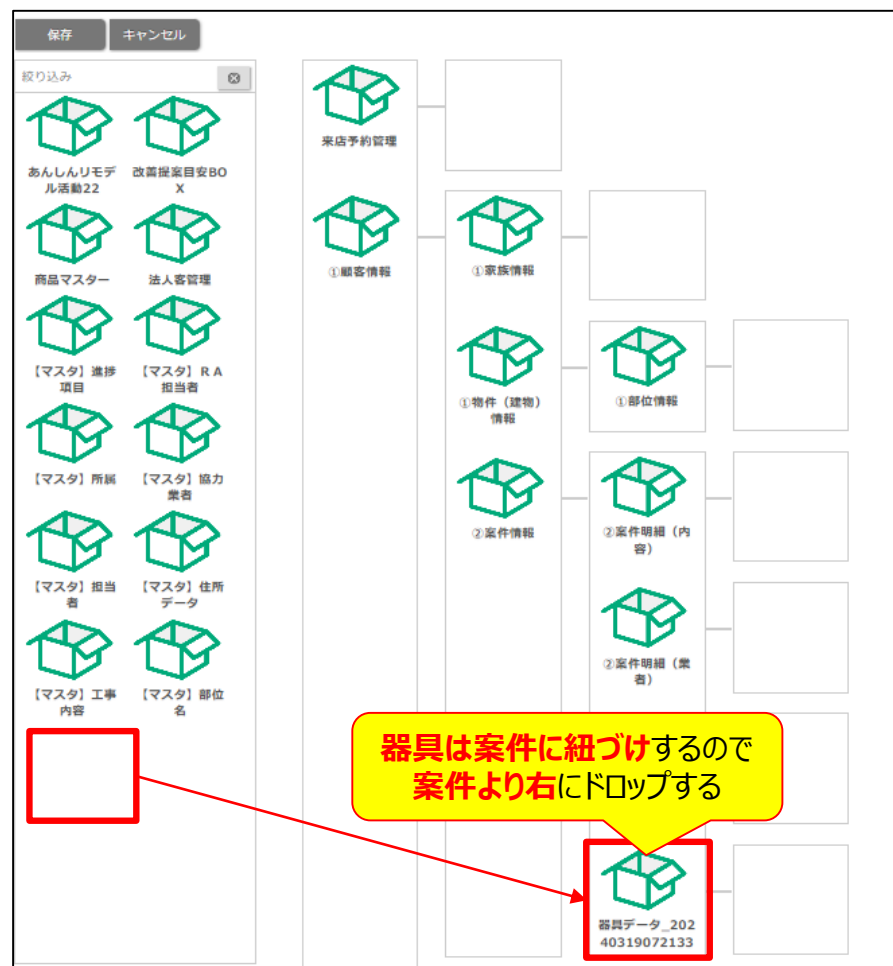 保存
キャンセル
絞り込み
あんしんリモデ
ル活動22
改善提案目安BO
X
商品マスター
法人客管理
【マスタ】進捗
項目
【マスタ】ＲＡ
担当者
【マスタ】所属
【マスタ】協力
業者
【マスタ】担当
者
【マスタ】住所
データ
【マスタ】工事
内容
【マスタ】部位
名
来店予約管理
①顧客情報
①家族情報
①物件（建物）
情報
①部位情報
②案件情報
②案件明細（内
容）
②案件明細（業
者）
器具は案件に紐づけするので
案件より右にドロップする
器具データ_202
40319072133